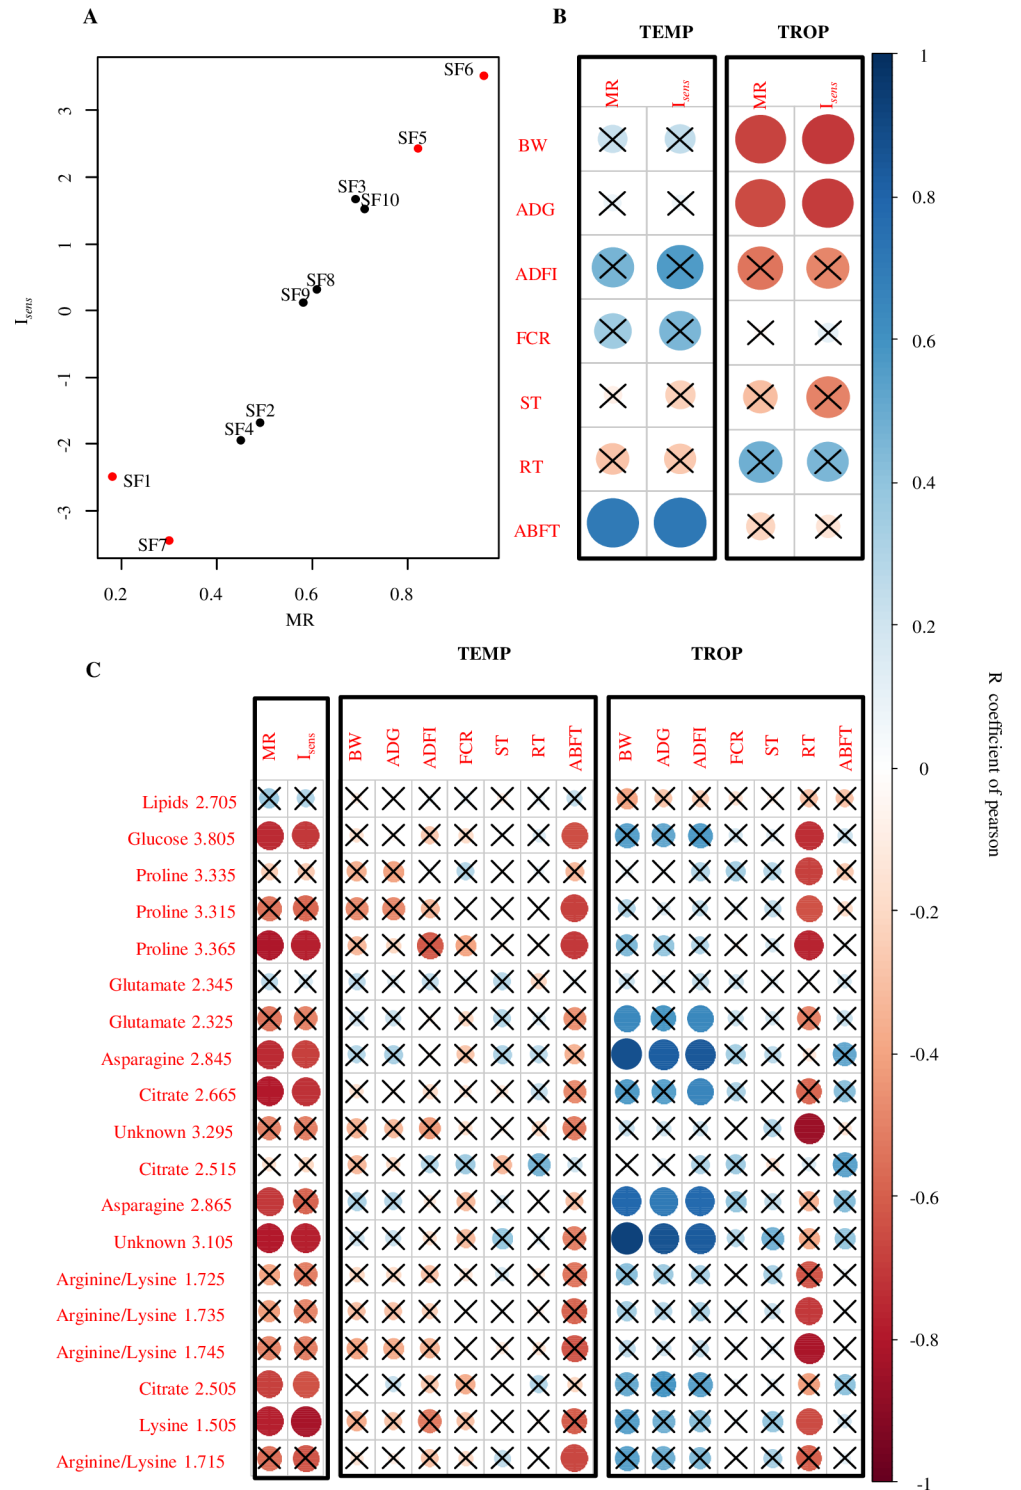 A
B
TEMP
TROP
MR
I sens
MR
I sens
BW
ADG
ADFI
FCR
ST
RT
ABFT
SF6
SF5
SF3
SF10
SF8
SF9
SF2
SF4
SF1
SF7
3
2
1
0
-1
-2
-3
I sens
0.2
0.4
0.6
0.8
MR
1
0.8
0.6
0.4
0.2
0
-0.2
-0.4
-0.6
-0.8
-1
R coefficient of pearson
C
TEMP
TROP
MR
I sens
BW
ADG
ADFI
FCR
ST
RT
ABFT
BW
ADG
ADFI
FCR
ST
RT
ABFT
Lipids 2.705
Glucose 3.805
Proline 3.335
Proline 3.315
Proline 3.365
Glutamate 2.345
Glutamate 2.325
Asparagine 2.845
Citrate 2.665
Unknown 3.295
Citrate 2.515
Asparagine 2.865
Unknown 3.105
Arginine/Lysine 1.725
Arginine/Lysine 1.735
Arginine/Lysine 1.745
Citrate 2.505
Lysine 1.505
Arginine/Lysine 1.715